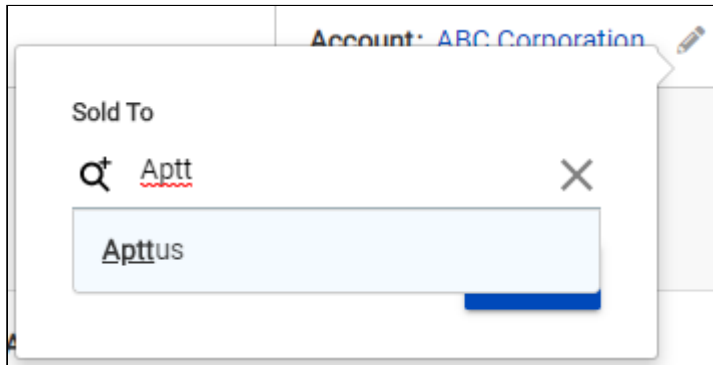 Account: ABC Corporation
Sold To
Aptt
Apttus
A